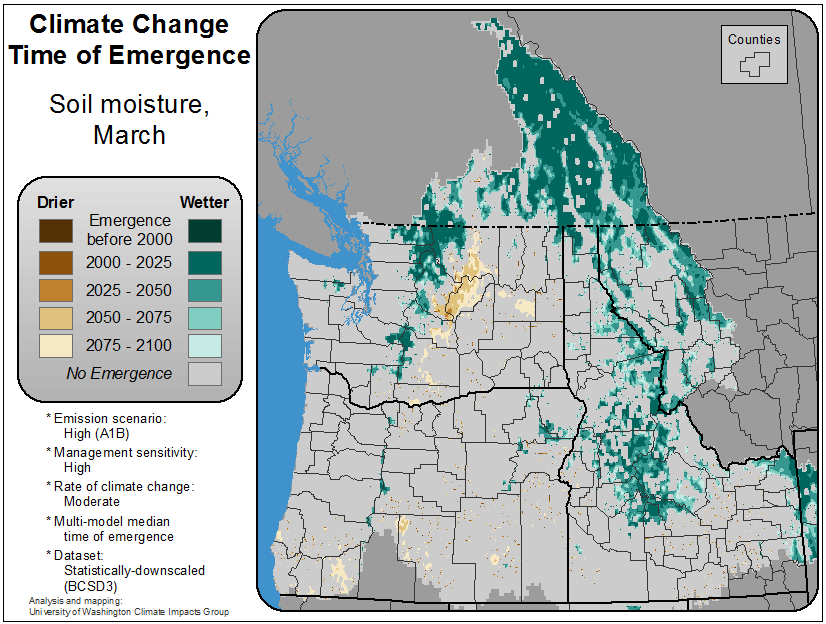 Climate Change
Time of Emergence
Soil moisture,
March
Counties
Drier
Wetter
Emergence
before 2000
2000 - 2025
2025 - 2050
2050 - 2075
2075 - 2100
No Emergence
* Emission scenario:
High (A1B)
* Management sensitivity:
High
* Rate of climate change:
Moderate
* Multi-model median
time of emergence
* Dataset:
Statistically-downscaled
(BCSD3)
Analysis and mapping:
University of Washington Climate Impacts Group